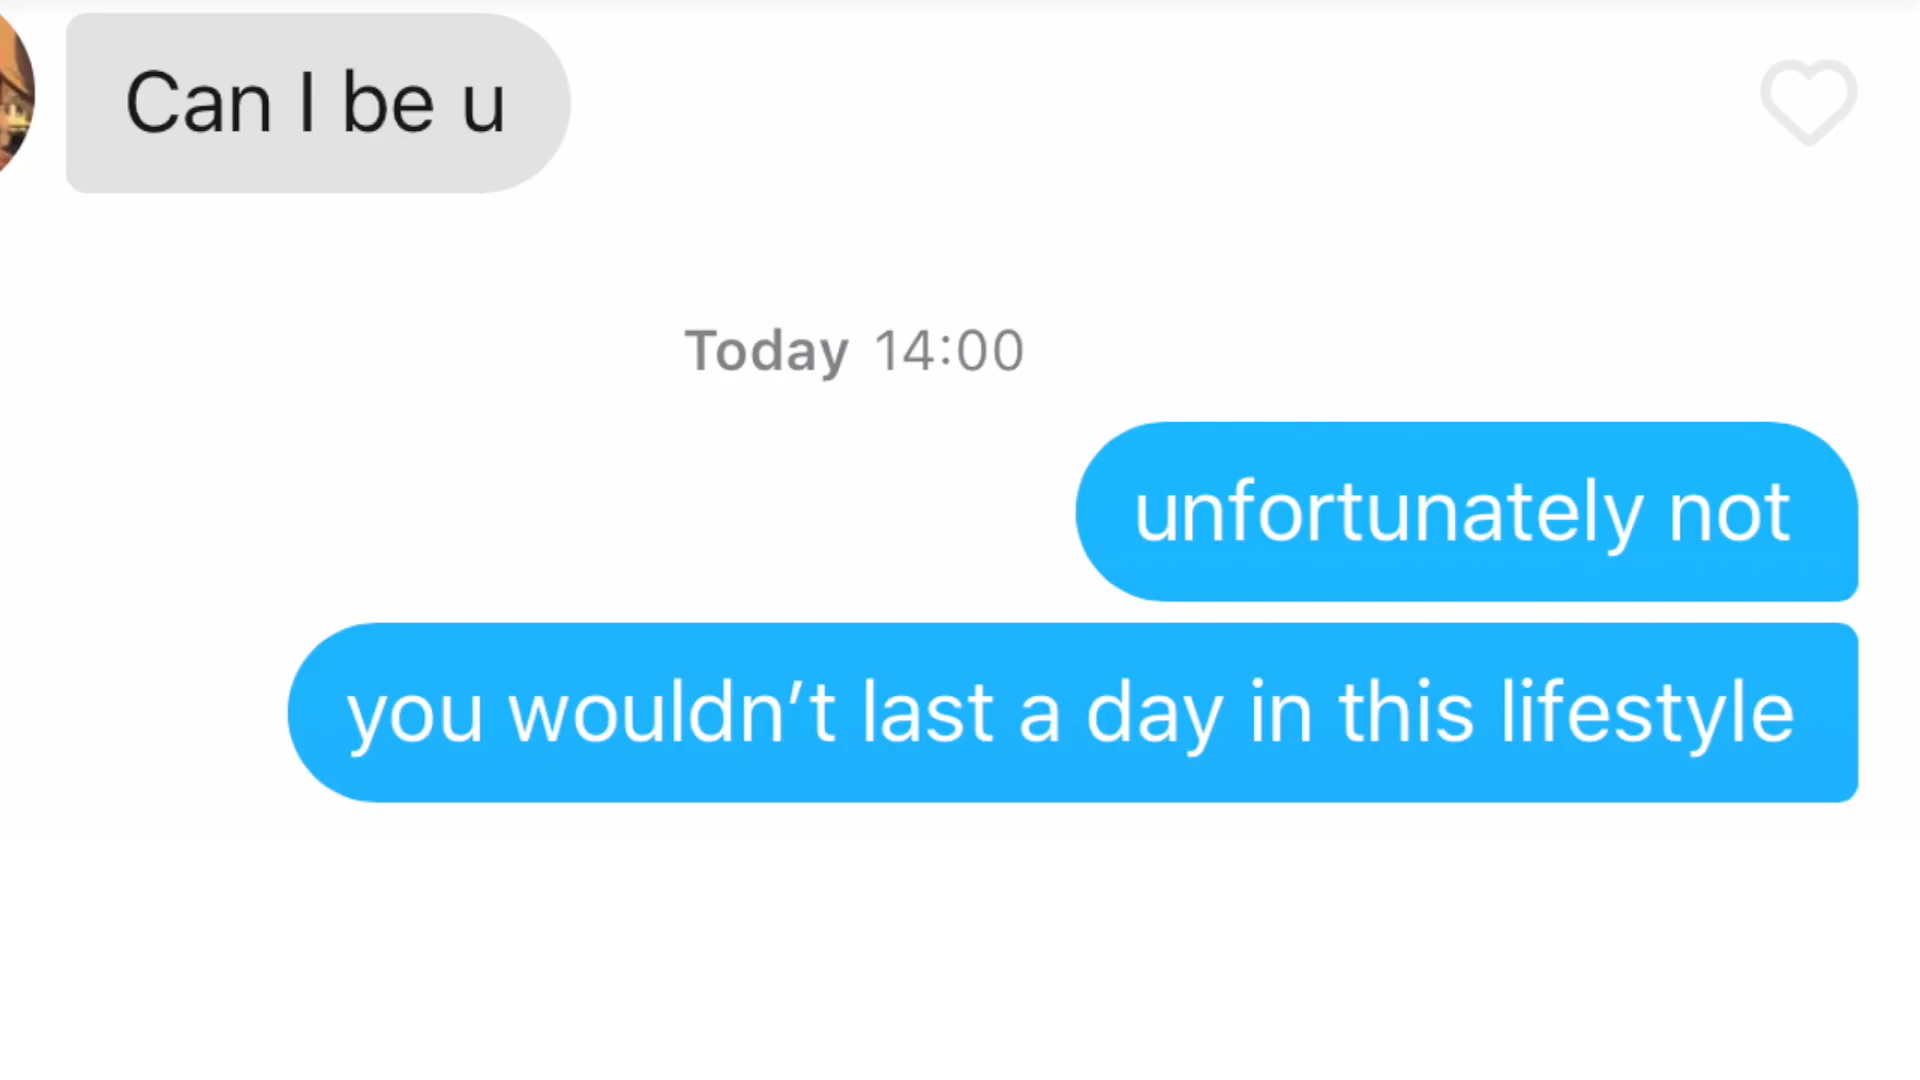 Can I be u
Today 14:00
unfortunately not
you wouldn’t last a day in this lifestyle